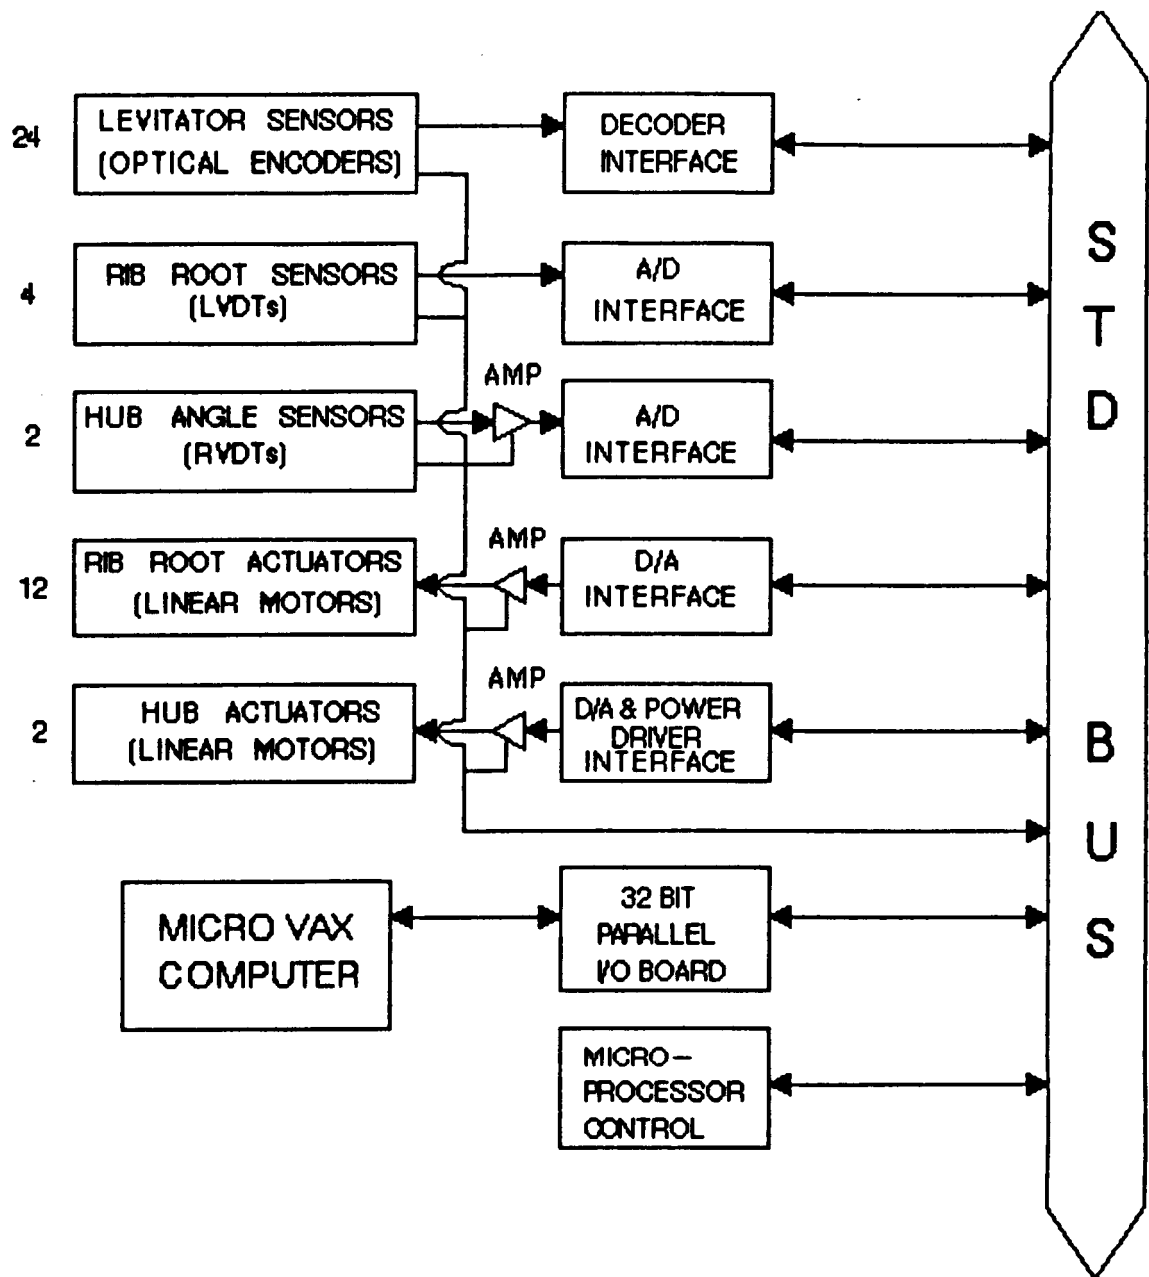 24
LEVITATOR SENSORS
(OPTICAL ENCODERS)
DECODER
INTERFACE
4
RIB ROOT SENSORS
(LVDTs)
A/D
INTERFACE
2
HUB ANGLE SENSORS
(RVDTs)
AMP
A/D
INTERFACE
12
RIB ROOT ACTUATORS
(LINEAR MOTORS)
AMP
D/A
INTERFACE
2
HUB ACTUATORS
(LINEAR MOTORS)
AMP
D/A & POWER
DRIVER
INTERFACE
MICRO VAX
COMPUTER
32 BIT
PARALLEL
I/O BOARD
MICRO-
PROCESSOR
CONTROL
STD BUS